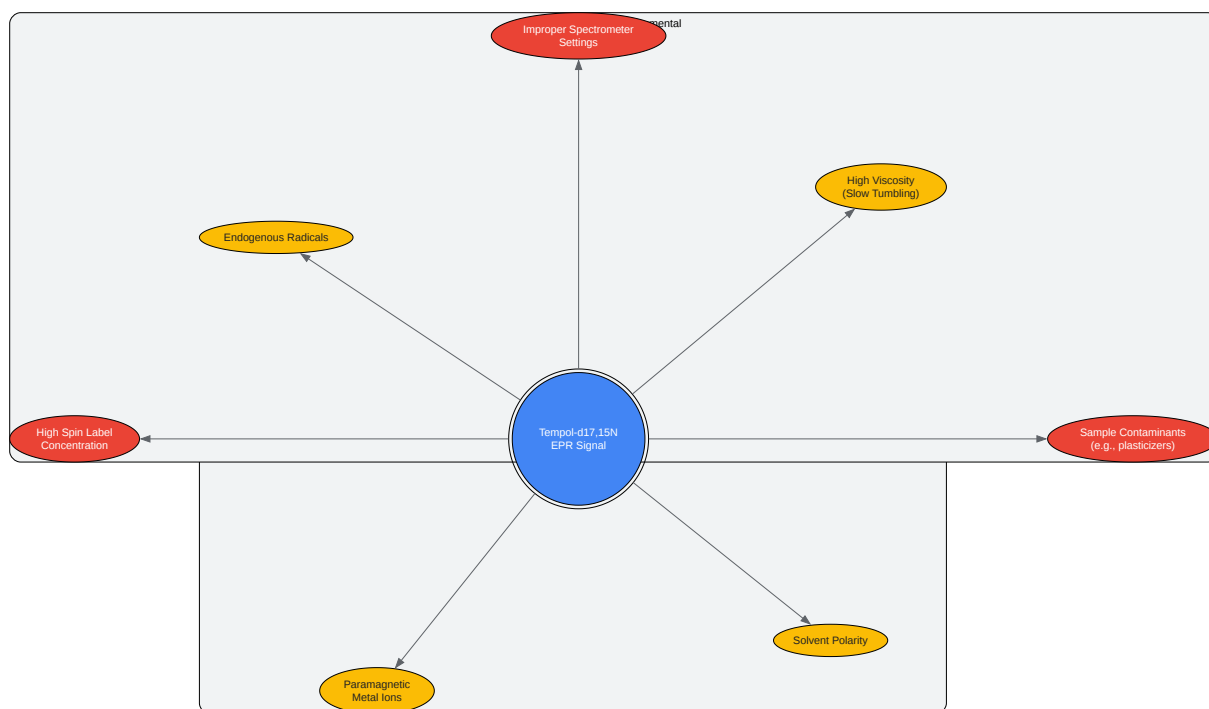 mental
Improper Spectrometer
Settings
High Viscosity
(Slow Tumbling)
Endogenous Radicals
High Spin Label
Concentration
Tempol-d17,15N
EPR Signal
Sample Contaminants
(e.g., plasticizers)
Solvent Polarity
Paramagnetic
Metal Ions